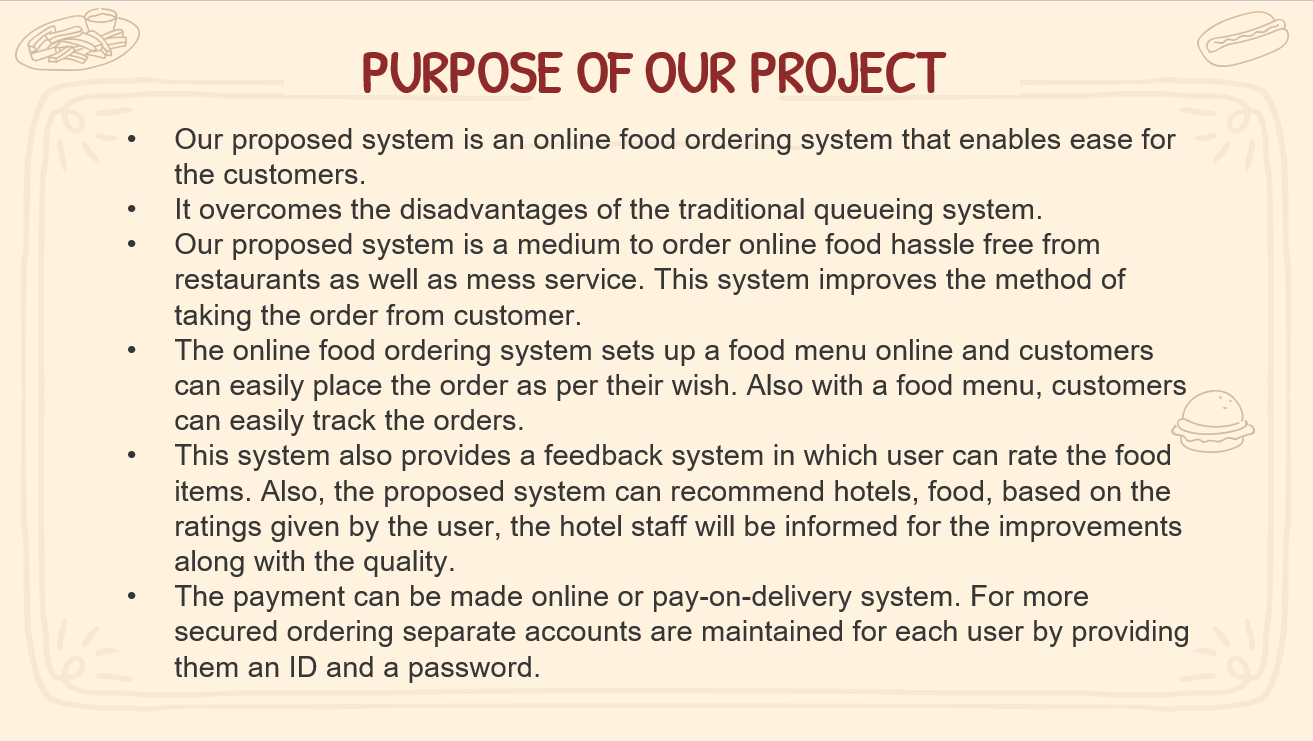 PURPOSE OF OUR PROJECT
• Our proposed system is an online food ordering system that enables ease for
the customers.
• It overcomes the disadvantages of the traditional queueing system.
• Our proposed system is a medium to order online food hassle free from
restaurants as well as mess service. This system improves the method of
taking the order from customer.
• The online food ordering system sets up a food menu online and customers
can easily place the order as per their wish. Also with a food menu, customers
can easily track the orders.
• This system also provides a feedback system in which user can rate the food
items. Also, the proposed system can recommend hotels, food, based on the
ratings given by the user, the hotel staff will be informed for the improvements
along with the quality.
• The payment can be made online or pay-on-delivery system. For more
secured ordering separate accounts are maintained for each user by providing
them an ID and a password.